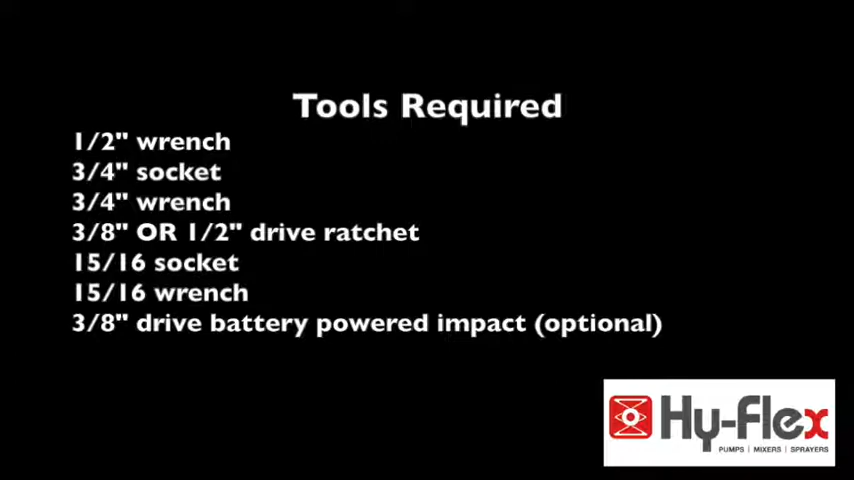 Tools Required
1/2" wrench
3/4" socket
3/4" wrench
3/8" OR 1/2" drive ratchet
15/16 socket
15/16 wrench
3/8" drive battery powered impact (optional)
Hy-Flex
PUMPS | MIXERS | SPRAYERS